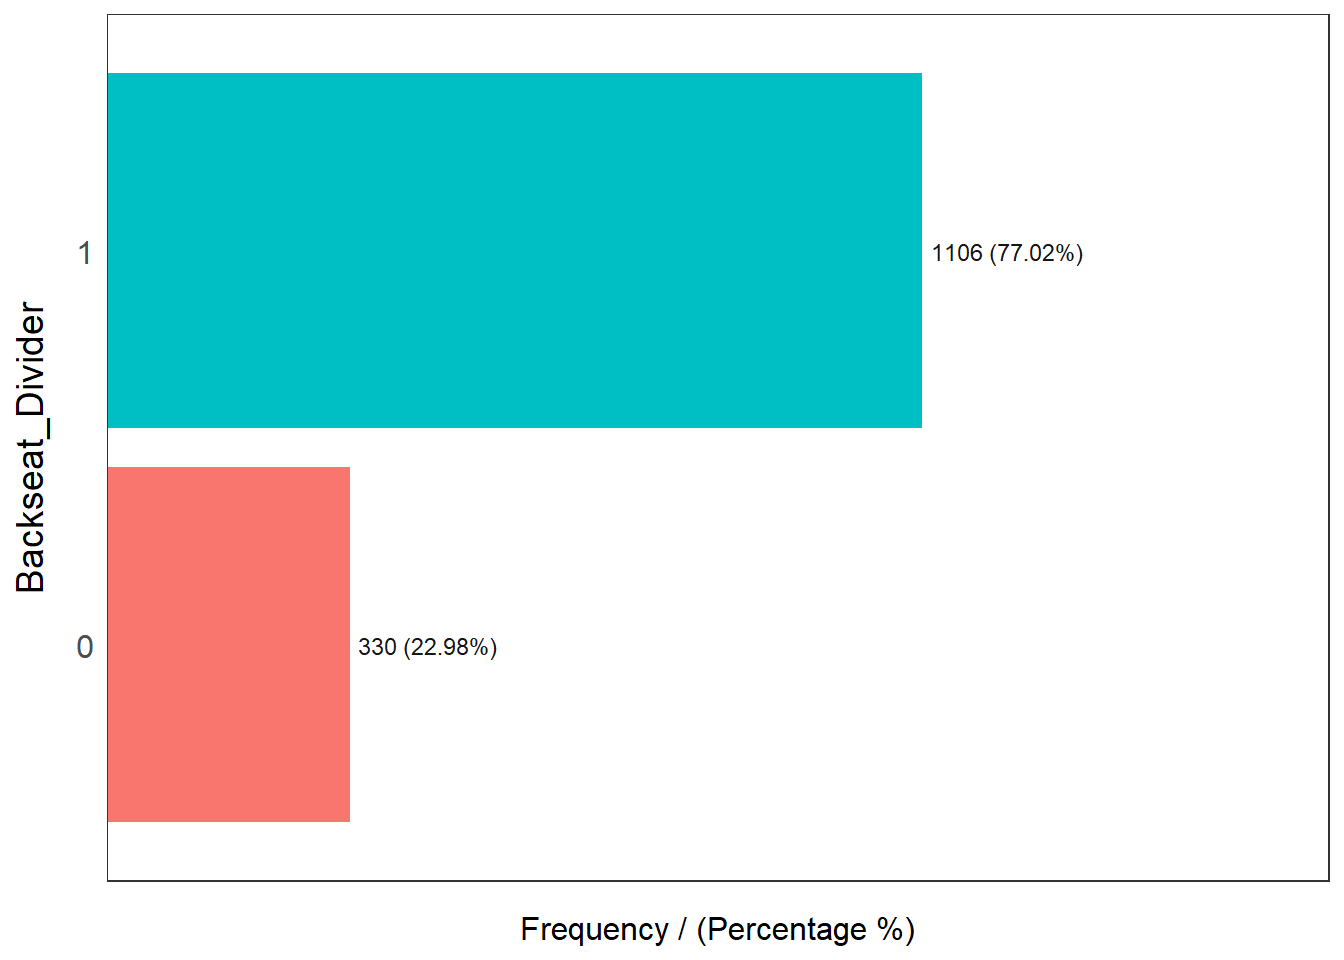 1
1106 (77.02%)
Backseat_Divider
0
330 (22.98%)
Frequency / (Percentage %)